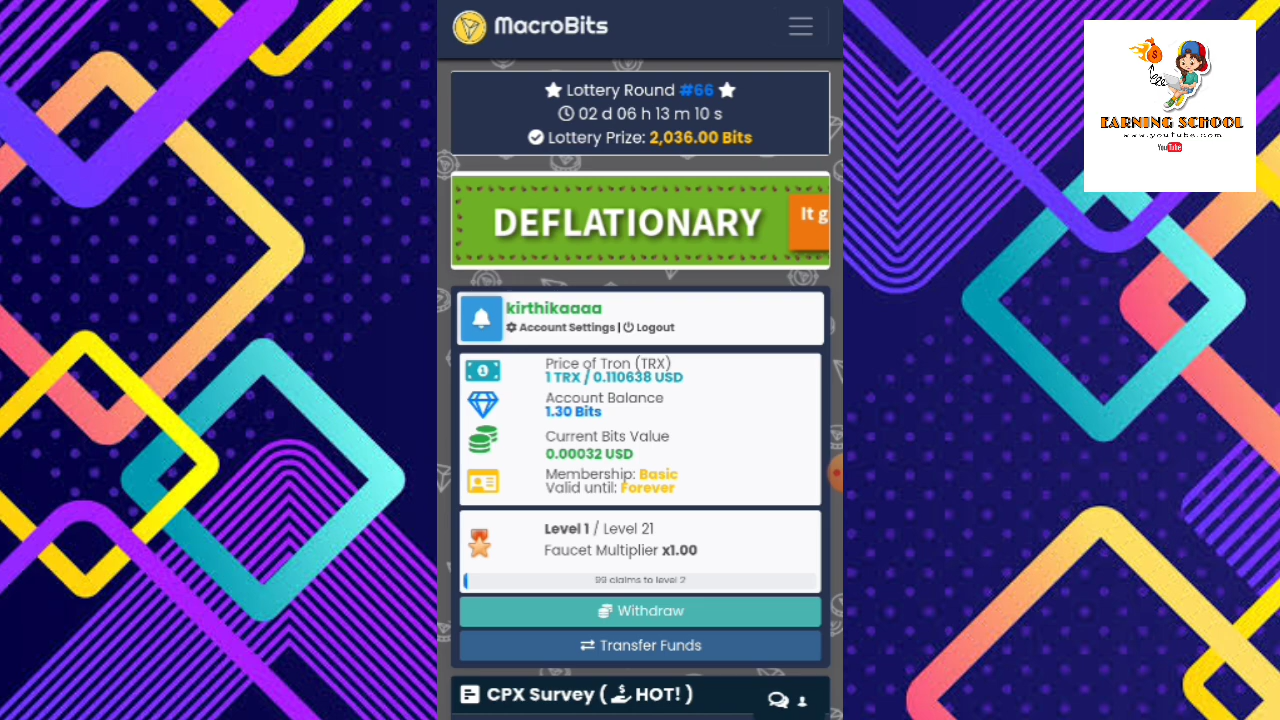 MacroBits
Lottery Round #66
02 d 06 h 13 m 10 s
Lottery Prize: 2,036.00 Bits
DEFLATIONARY
It g
kirthikaaaa
Account Settings | Logout
Price of Tron (TRX)
1 TRX / 0.110638 USD
Account Balance
1.30 Bits
Current Bits Value
0.00032 USD
Membership: Basic
Valid until: Forever
Level 1 / Level 21
Faucet Multiplier x1.00
99 claims to level 2
Withdraw
Transfer Funds
CPX Survey ( HOT! )
$
EARNING SCHOOL
www.youtube.com
YouTube